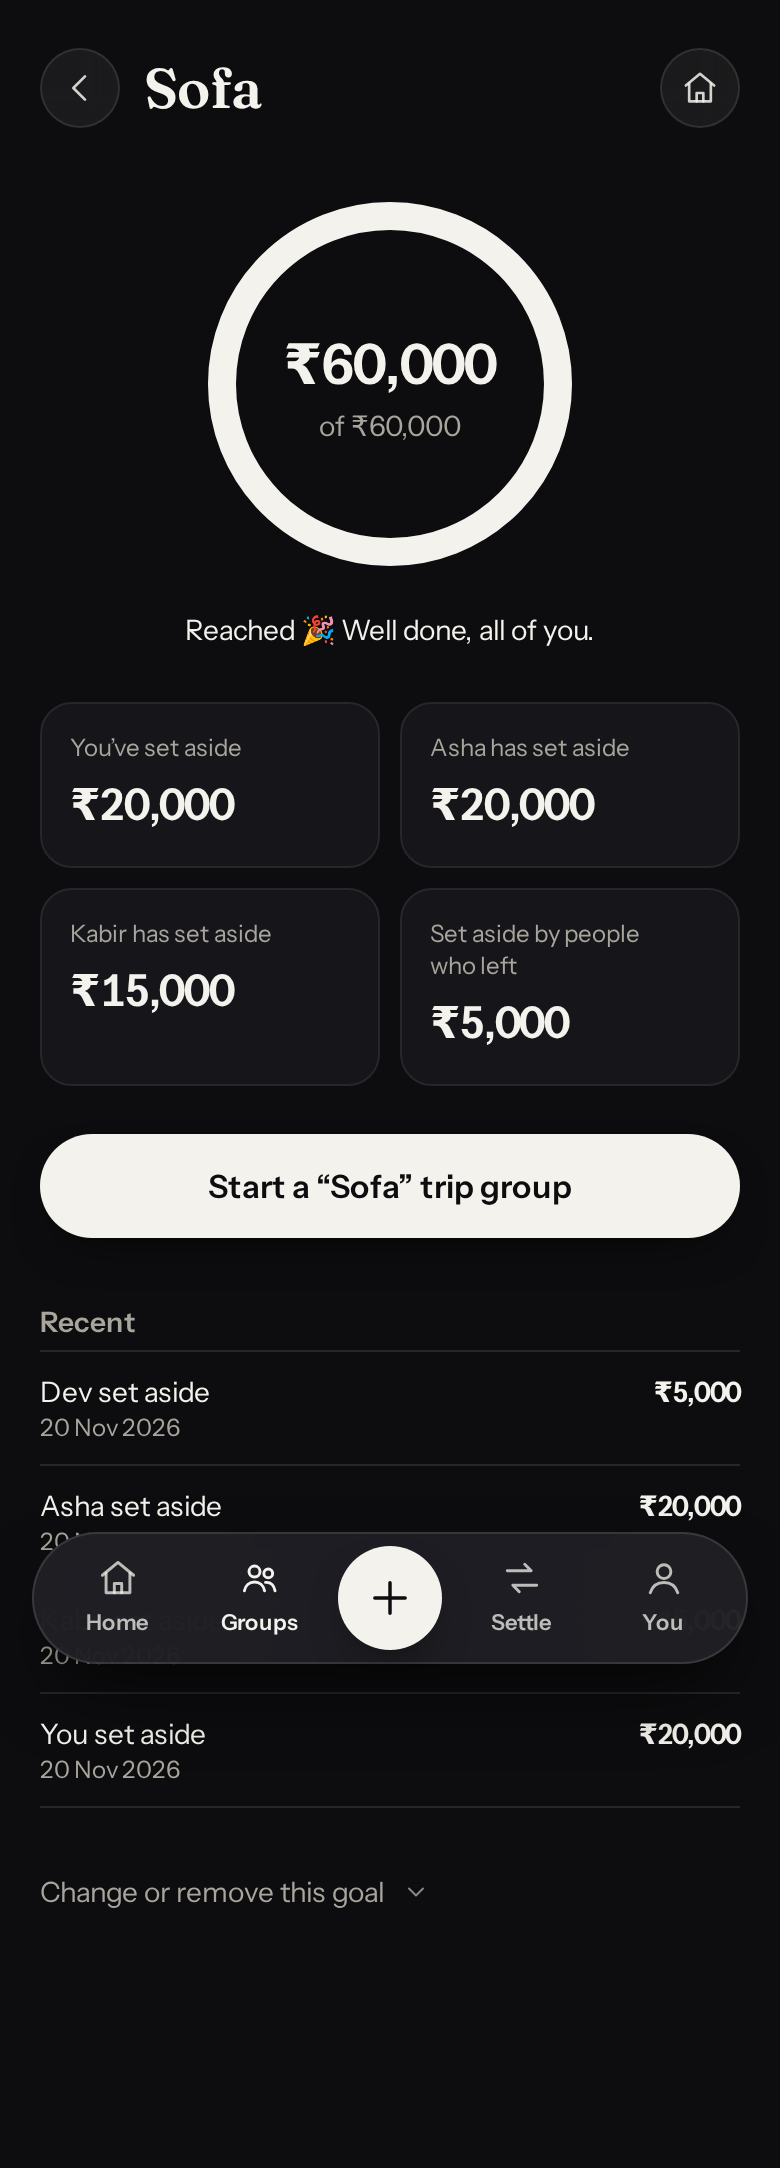 Sofa
₹60,000
of ₹60,000
Reached 🎉 Well done, all of you.
You’ve set aside
₹20,000
Asha has set aside
₹20,000
Kabir has set aside
₹15,000
Set aside by people
who left
₹5,000
Start a “Sofa” trip group
Recent
Dev set aside
₹5,000
20 Nov 2026
Asha set aside
₹20,000
Home
Groups
Settle
You
20 Nov 2026
You set aside
₹20,000
20 Nov 2026
Change or remove this goal